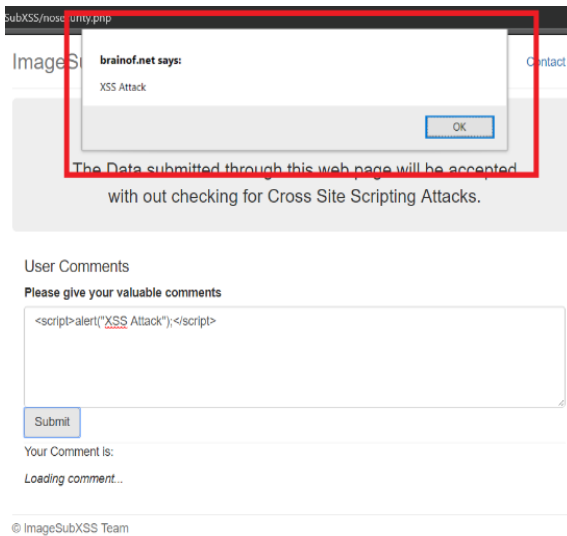 SubXSS/nosecurity.php
ImageSu
Contact
brainof.net says:
XSS Attack
OK
The Data submitted through this web page will be accepted
with out checking for Cross Site Scripting Attacks.
User Comments
Please give your valuable comments
<script>alert("XSS Attack");</script>
Submit
Your Comment is:
Loading comment...
© ImageSubXSS Team